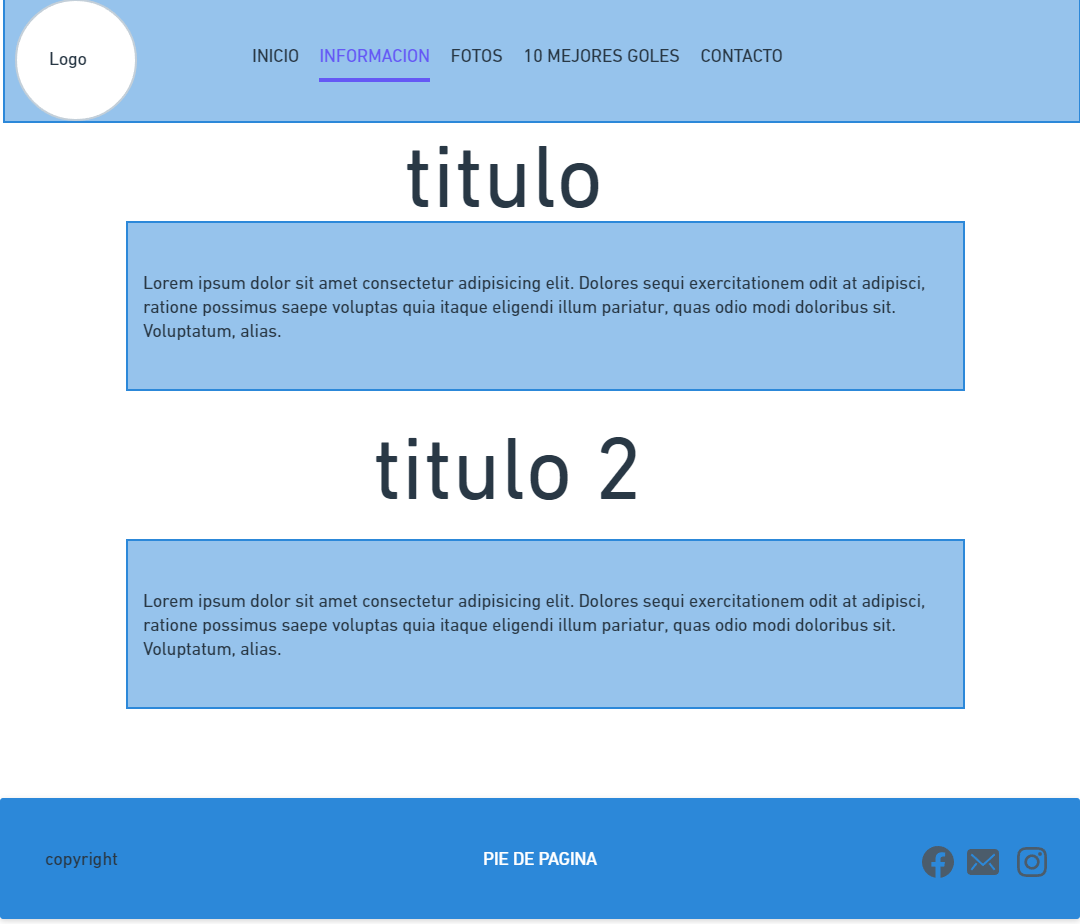 Logo
INICIO INFORMACION FOTOS 10 MEJORES GOLES CONTACTO
titulo
Lorem ipsum dolor sit amet consectetur adipisicing elit. Dolores sequi exercitationem odit at adipisci,
ratione possimus saepe voluptas quia itaque eligendi illum pariatur, quas odio modi doloribus sit.
Voluptatum, alias.
titulo 2
Lorem ipsum dolor sit amet consectetur adipisicing elit. Dolores sequi exercitationem odit at adipisci,
ratione possimus saepe voluptas quia itaque eligendi illum pariatur, quas odio modi doloribus sit.
Voluptatum, alias.
copyright
PIE DE PAGINA